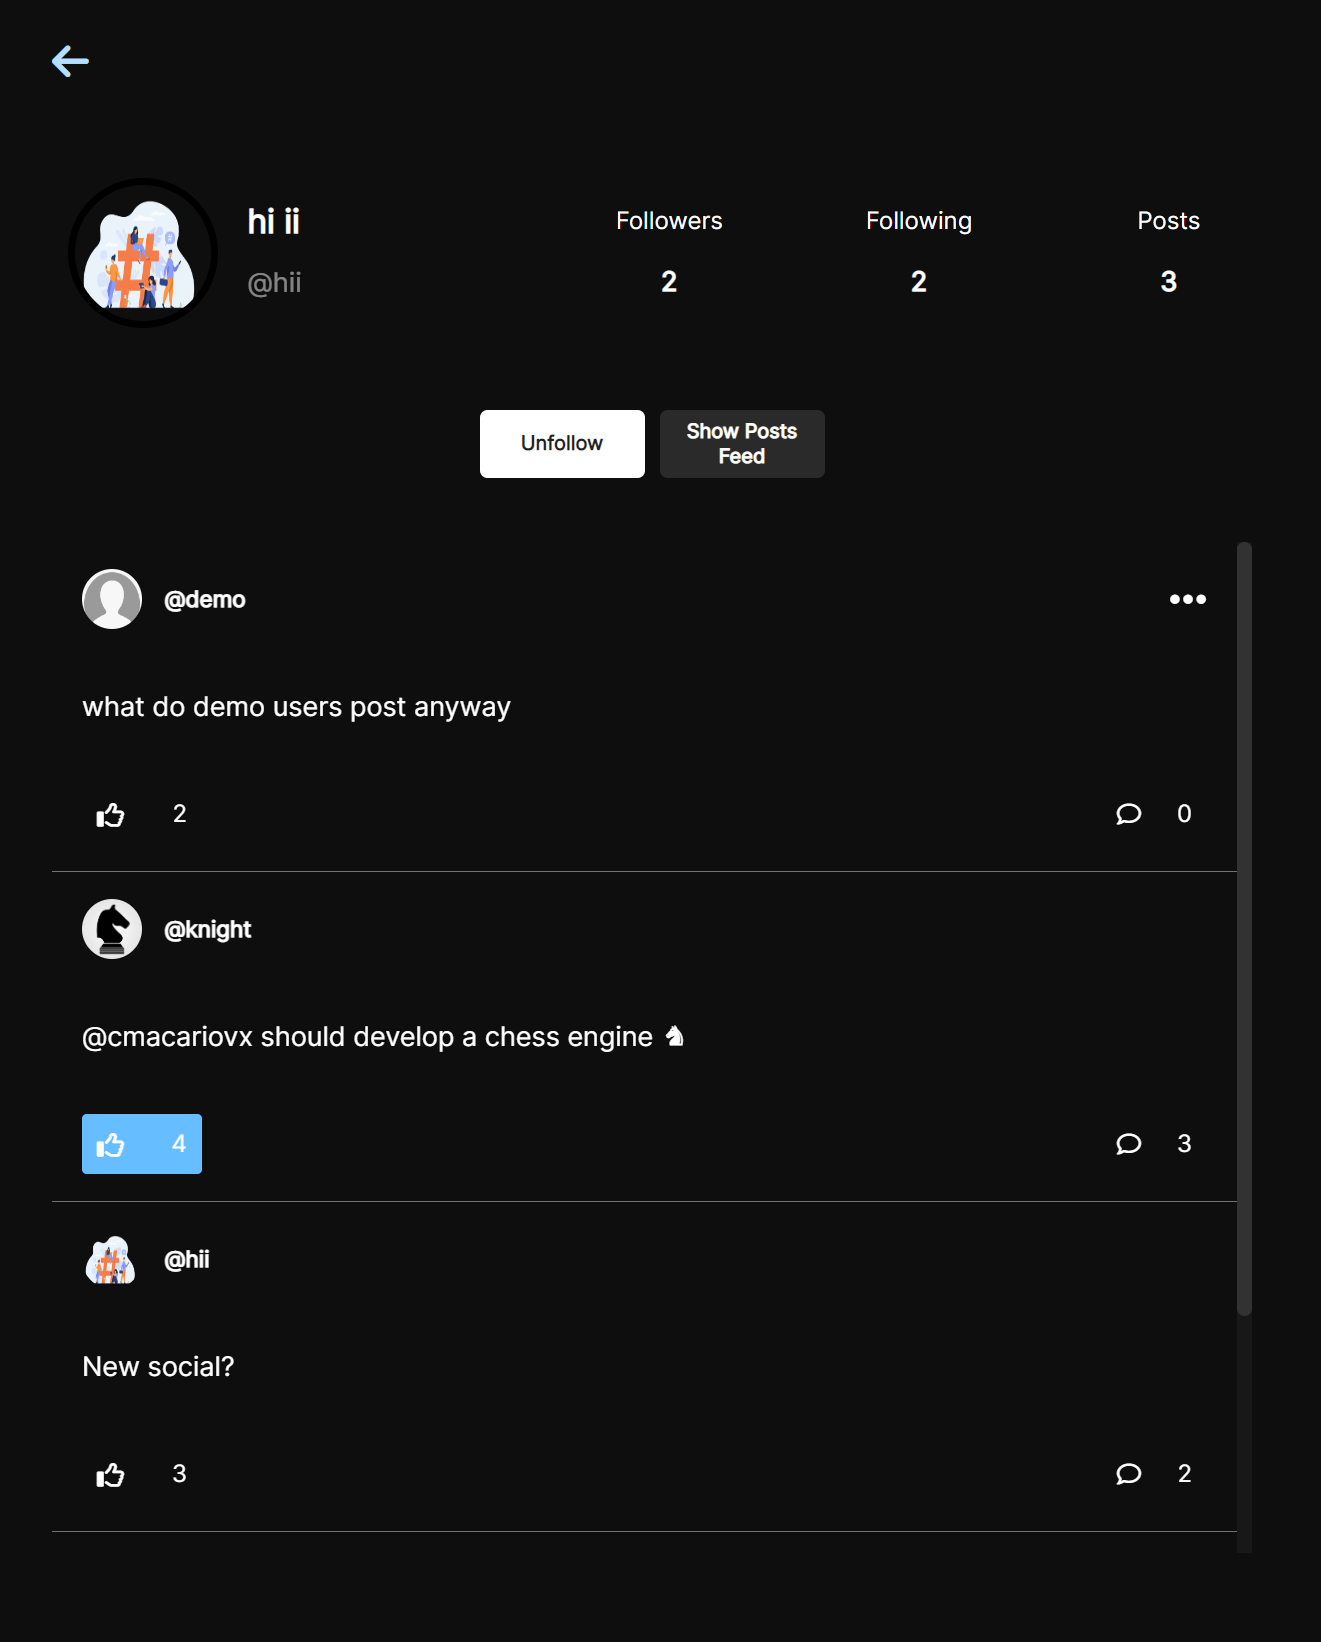 hi ii
@hii
Followers
2
Following
2
Posts
3
Unfollow
Show Posts
Feed
@demo
what do demo users post anyway
2
0
@knight
@cmacariovx should develop a chess engine ♞
4
3
@hii
New social?
3
2